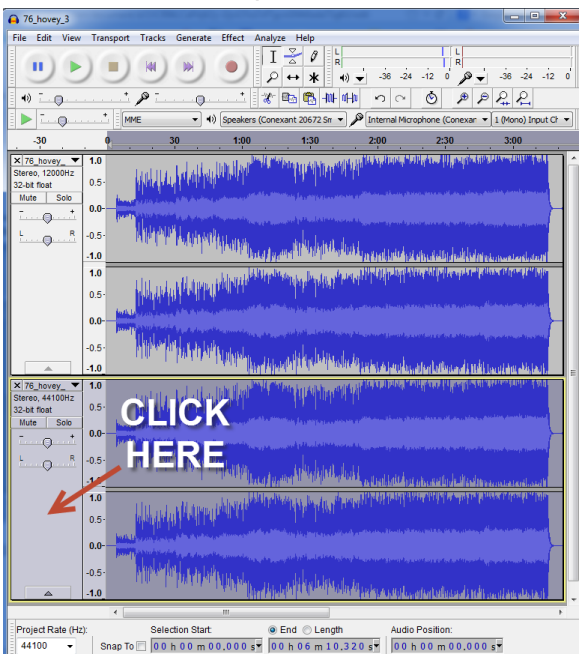 76_hovey_3
File Edit View Transport Tracks Generate Effect Analyze Help
L
R
-36 -24 -12 0
L
R
-36 -24 -12 0
MME
Speakers (Conexant 20672 Sm
Internal Microphone (Conexar
1 (Mono) Input Ch
-30 0 30 1:00 1:30 2:00 2:30 3:00
76_hovey_
Stereo, 12000Hz
32-bit float
Mute Solo
- +
L R
1.0
0.5-
0.0-
-0.5-
-1.0
1.0
0.5-
0.0-
-0.5-
-1.0
76_hovey_
Stereo, 44100Hz
32-bit float
Mute Solo
- +
L R
1.0
0.5-
0.0-
-0.5-
-1.0
1.0
0.5-
0.0-
-0.5-
-1.0
CLICK
HERE
Project Rate (Hz): Selection Start: End Length Audio Position:
44100 Snap To 00 h 00 m 00.000 s 00 h 06 m 10.320 s 00 h 00 m 00.000 s